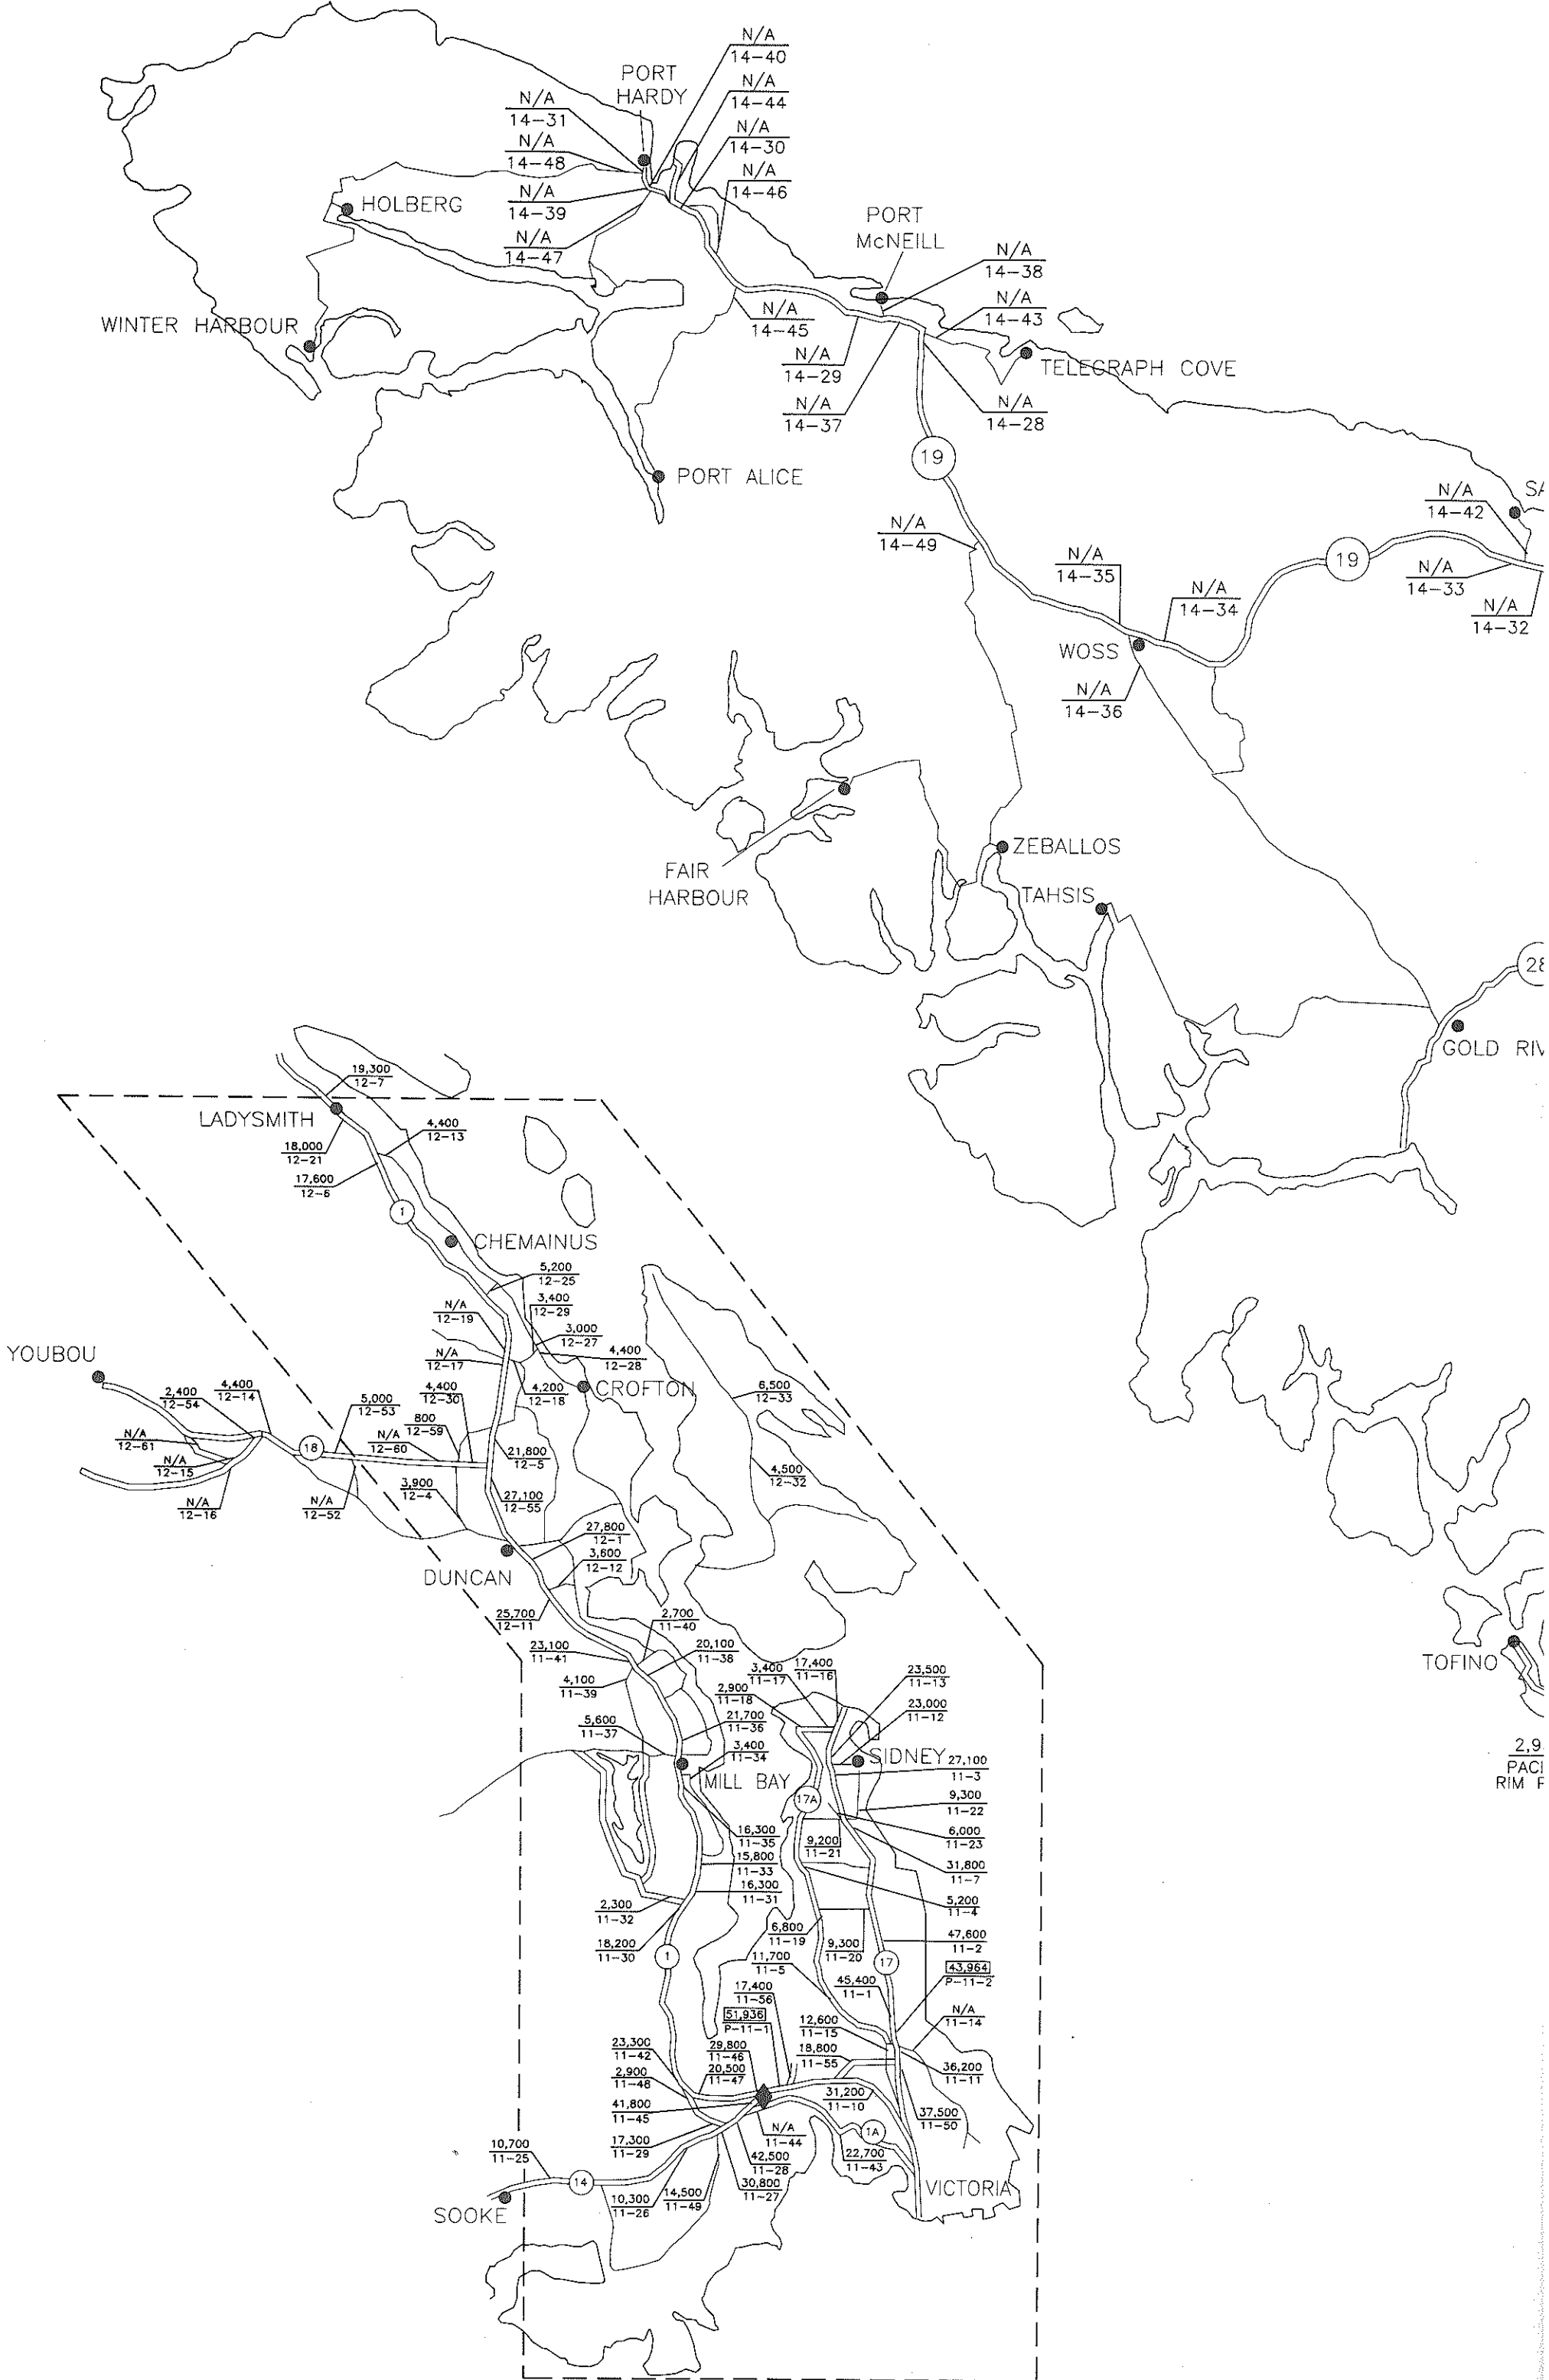 N/A
14-40
PORT
HARDY
N/A
14-44
N/A
14-31
N/A
14-30
N/A
14-48
N/A
14-46
N/A
14-39
HOLBERG
N/A
14-47
PORT
McNEILL
N/A
14-38
N/A
14-43
WINTER HARBOUR
N/A
14-45
N/A
14-29
TELEGRAPH COVE
N/A
14-37
N/A
14-28
19
PORT ALICE
N/A
14-42
SA
N/A
14-49
N/A
14-35
19
N/A
14-33
N/A
14-34
N/A
14-32
WOSS
N/A
14-36
ZEBALLOS
FAIR
HARBOUR
TAHSIS
28
GOLD RIV
19,300
12-7
LADYSMITH
4,400
12-13
18,000
12-21
17,600
12-6
1
CHEMAINUS
5,200
12-25
3,400
12-29
N/A
12-19
3,000
12-27
YOUBOU
N/A
12-17
4,400
12-28
4,200
12-18
CROFTON
6,500
12-33
2,400
12-54
4,400
12-14
5,000
12-53
4,400
12-30
800
12-59
N/A
12-61
18
N/A
12-60
21,800
12-5
N/A
12-15
4,500
12-32
N/A
12-16
N/A
12-52
3,900
12-4
27,100
12-55
27,800
12-1
3,600
12-12
DUNCAN
25,700
12-11
2,700
11-40
23,100
11-41
20,100
11-38
4,100
11-39
3,400
11-17
17,400
11-16
23,500
11-13
2,900
11-18
23,000
11-12
5,600
11-37
21,700
11-36
3,400
11-34
SIDNEY
27,100
11-3
MILL BAY
TOFINO
2,9
PACI
RIM P
17A
9,300
11-22
16,300
11-35
9,200
11-21
6,000
11-23
15,800
11-33
31,800
11-7
16,300
11-31
2,300
11-32
5,200
11-4
6,800
11-19
9,300
11-20
47,600
11-2
18,200
11-30
1
11,700
11-5
17
43,964
P-11-2
45,400
11-1
17,400
11-56
51,936
P-11-1
N/A
11-14
12,600
11-15
23,300
11-42
29,800
11-46
18,800
11-55
36,200
11-11
2,900
11-48
20,500
11-47
41,800
11-45
31,200
11-10
37,500
11-50
N/A
11-44
1A
17,300
11-29
10,700
11-25
42,500
11-28
22,700
11-43
14
30,800
11-27
VICTORIA
10,300
11-26
14,500
11-49
SOOKE